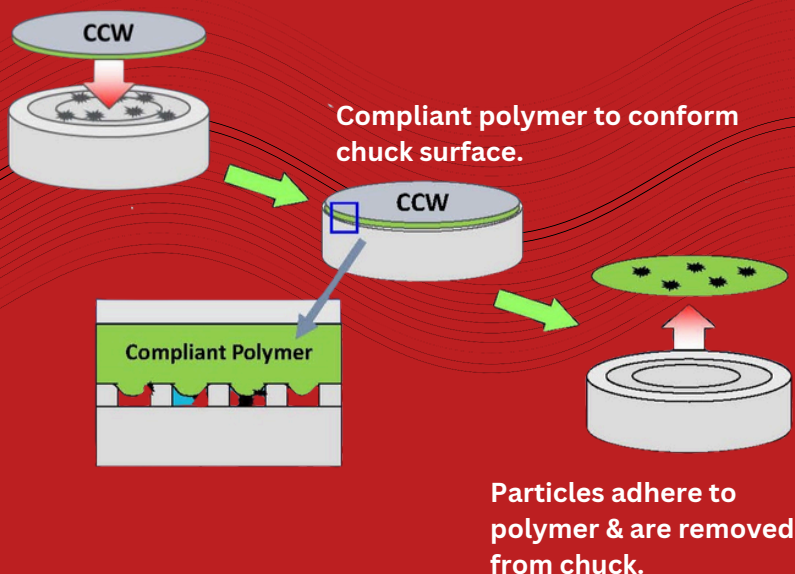 CCW
Compliant polymer to conform
chuck surface.
CCW
Compliant Polymer
Particles adhere to
polymer & are removed
from chuck.